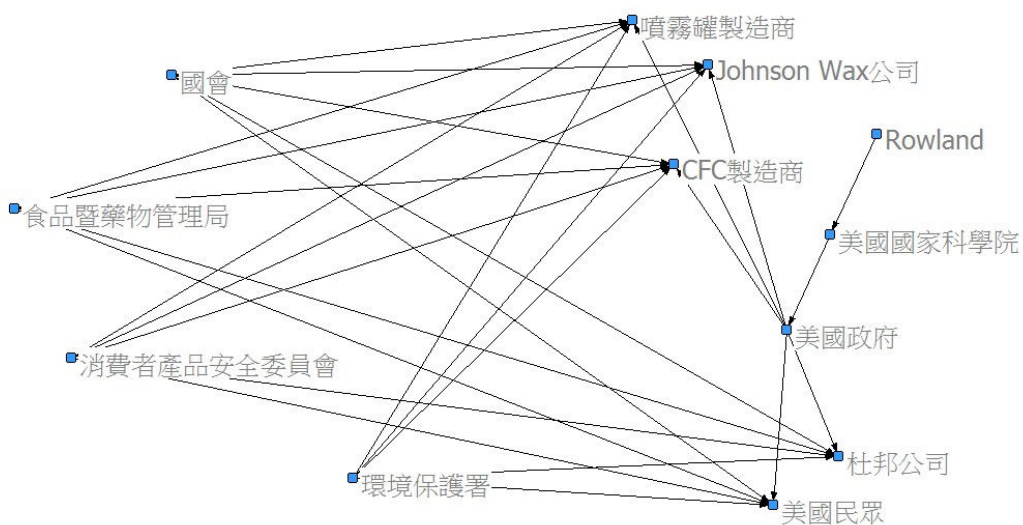 噴霧罐製造商
國會
Johnson Wax公司
Rowland
CFC製造商
食品暨藥物管理局
美國國家科學院
美國政府
消費者產品安全委員會
杜邦公司
環境保護署
美國民眾